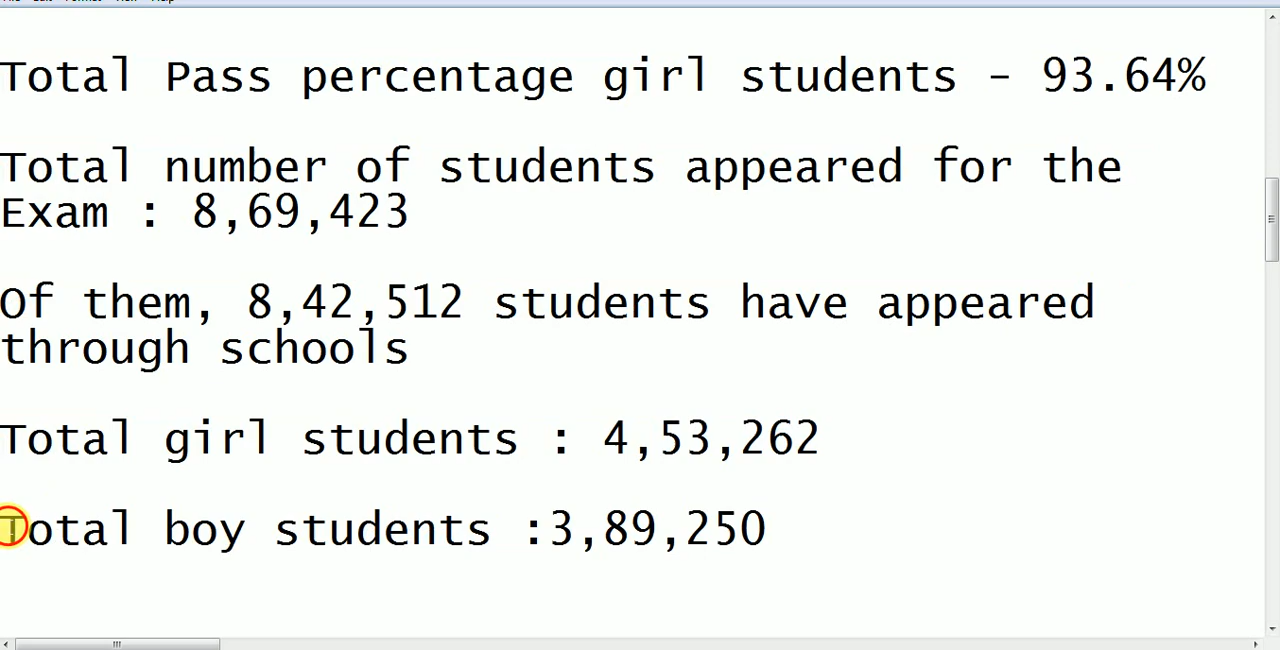 Total Pass percentage girl students - 93.64%
Total number of students appeared for the
Exam : 8,69,423
Of them, 8,42,512 students have appeared
through schools
Total girl students : 4,53,262
Total boy students :3,89,250